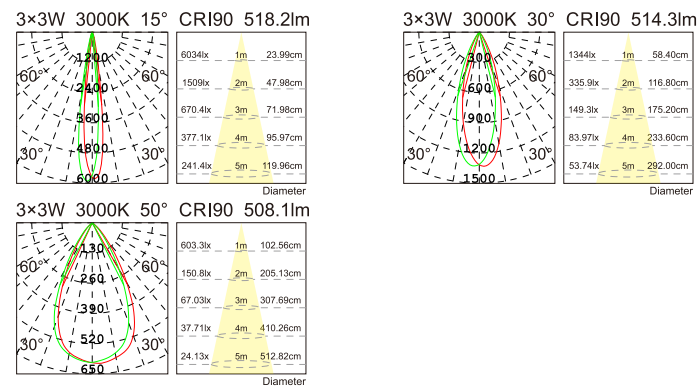 3×3W 3000K 15° CRI90 518.2lm
60° 60°
30° 30°
1200
2400
3600
4800
6000
6034lx 1m 23.99cm
1509lx 2m 47.98cm
670.4lx 3m 71.98cm
377.1lx 4m 95.97cm
241.4lx 5m 119.96cm
Diameter
3×3W 3000K 30° CRI90 514.3lm
60° 60°
30° 30°
300
600
900
1200
1500
1344lx 1m 58.40cm
335.9lx 2m 116.80cm
149.3lx 3m 175.20cm
83.97lx 4m 233.60cm
53.74lx 5m 292.00cm
Diameter
3×3W 3000K 50° CRI90 508.1lm
60° 60°
30° 30°
130
260
390
520
650
603.3lx 1m 102.56cm
150.8lx 2m 205.13cm
67.03lx 3m 307.69cm
37.71lx 4m 410.26cm
24.13x 5m 512.82cm
Diameter